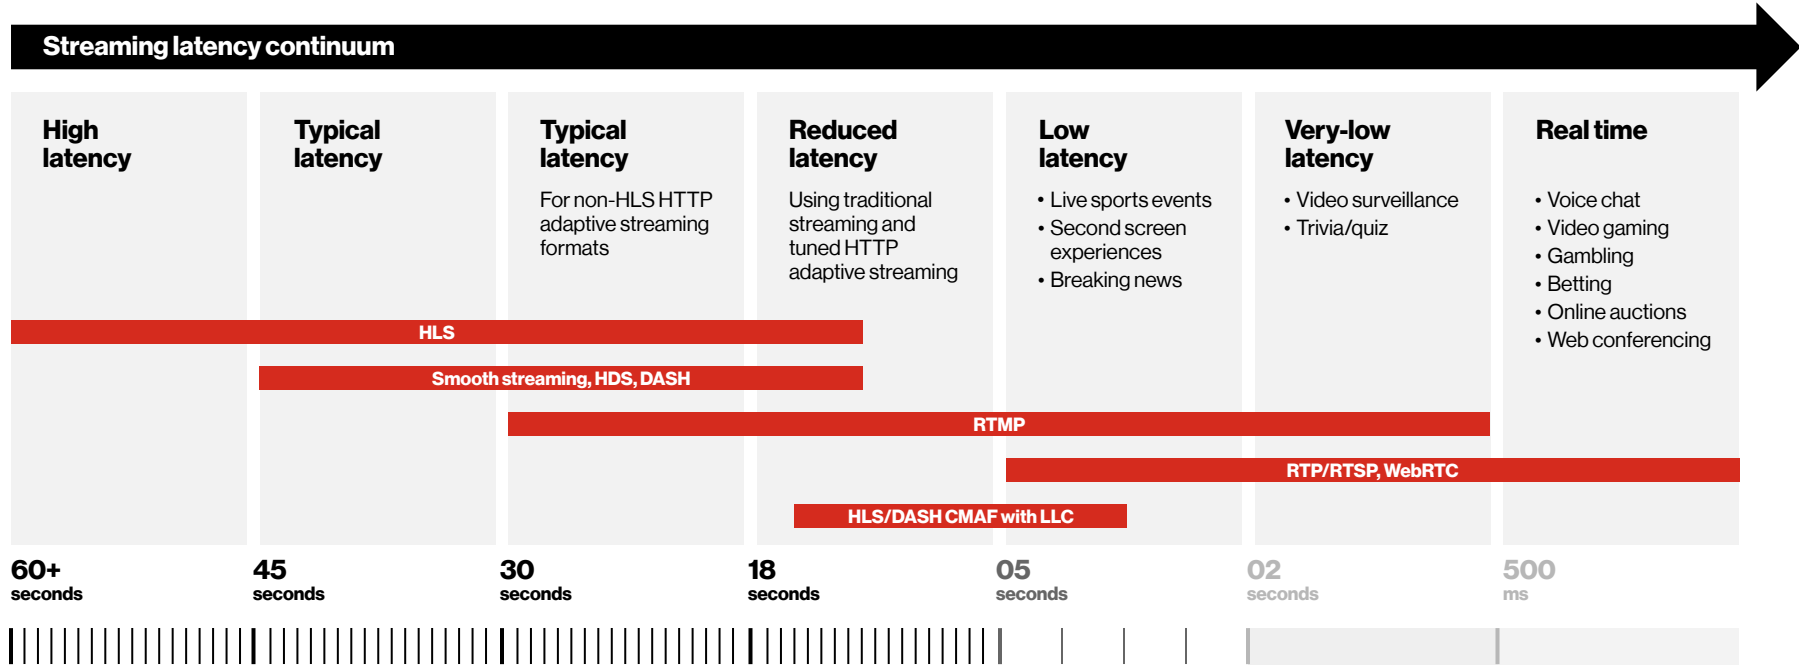 Streaming latency continuum
High
latency
Typical
latency
Typical
latency
For non-HLS HTTP
adaptive streaming
formats
Reduced
latency
Using traditional
streaming and
tuned HTTP
adaptive streaming
Low
latency
• Live sports events
• Second screen
experiences
• Breaking news
Very-low
latency
• Video surveillance
• Trivia/quiz
Real time
• Voice chat
• Video gaming
• Gambling
• Betting
• Online auctions
• Web conferencing
HLS
Smooth streaming, HDS, DASH
RTMP
RTP/RTSP, WebRTC
HLS/DASH CMAF with LLC
60+
seconds
45
seconds
30
seconds
18
seconds
05
seconds
02
seconds
500
ms